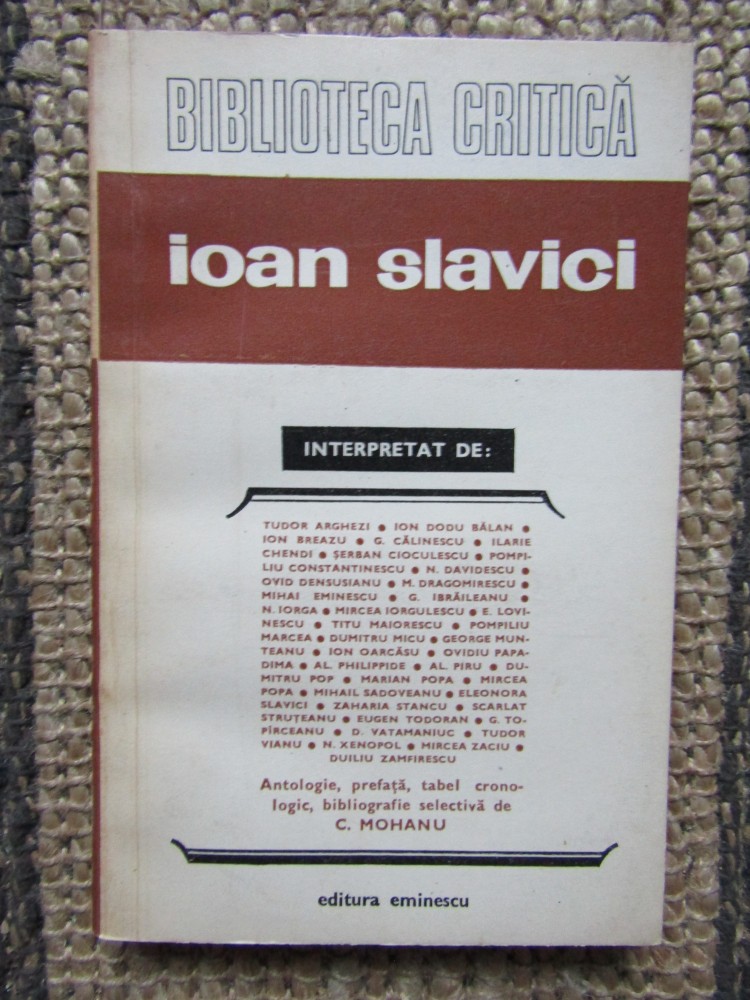 BIBLIOTECA CRITICĂ
ioan slavici
INTERPRETAT DE:
TUDOR ARGHEZI ● ION DODU BĂLAN ●
ION BREAZU ● G. CĂLINESCU ● ILARIE
CHENDI ● ȘERBAN CIOCULESCU ● POMPI-
LIU CONSTANTINESCU ● N. DAVIDESCU ●
OVID DENSUSIANU ● M. DRAGOMIRESCU ●
MIHAI EMINESCU ● G. IBRĂILEANU ●
N. IORGA ● MIRCEA IORGULESCU ● E. LOVI-
NESCU ● TITU MAIORESCU ● POMPILIU
MARCEA ● DUMITRU MICU ● GEORGE MUN-
TEANU ● ION OARCĂSU ● OVIDIU PAPA-
DIMA ● AL. PHILIPPIDE ● AL. PIRU ● DU-
MITRU POP ● MARIAN POPA ● MIRCEA
POPA ● MIHAIL SADOVEANU ● ELEONORA
SLAVICI ● ZAHARIA STANCU ● SCARLAT
STRUȚEANU ● EUGEN TODORAN ● G. TO-
PÎRCEANU ● D. VATAMANIUC ● TUDOR
VIANU ● N. XENOPOL ● MIRCEA ZACIU ●
DUILIU ZAMFIRESCU
Antologie, prefață, tabel crono-
logic, bibliografie selectivă de
C. MOHANU
editura eminescu